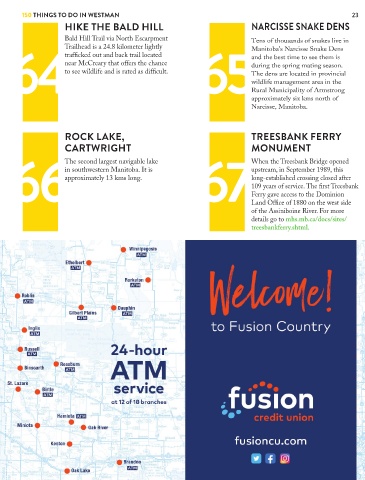 150 THINGS TO DO IN WESTMAN
23
64
HIKE THE BALD HILL
Bald Hill Trail via North Escarpment
Trailhead is a 24.8 kilometer lightly
trafficked out and back trail located
near McCreary that offers the chance
to see wildlife and is rated as difficult.
65
NARCISSE SNAKE DENS
Tens of thousands of snakes live in
Manitoba's Narcisse Snake Dens
and the best time to see them is
during the spring mating season.
The dens are located in provincial
wildlife management area in the
Rural Municipality of Armstrong
approximately six kms north of
Narcisse, Manitoba.
66
ROCK LAKE,
CARTWRIGHT
The second largest navigable lake
in southwestern Manitoba. It is
approximately 13 kms long.
67
TREESBANK FERRY
MONUMENT
When the Treesbank Bridge opened
upstream, in September 1989, this
long-established crossing closed after
109 years of service. The first Treesbank
Ferry gave access to the Dominion
Land Office of 1880 on the west side
of the Assiniboine River. For more
details go to mhs.mb.ca/docs/sites/
treesbankferry.shtml.
Winnipegosis
ATM
Ethelbert
ATM
Rorketon
ATM
Roblin
ATM
Gilbert Plains
ATM
Dauphin
ATM
Inglis
ATM
Russell
ATM
Binscarth
Rossburn
ATM
St. Lazare
Birtle
ATM
Hamiota ATM
Miniota
Oak River
Kenton
Brandon
ATM
Oak Lake
24-hour
ATM
service
at 12 of 18 branches
Welcome!
to Fusion Country
fusion
credit union
fusioncu.com